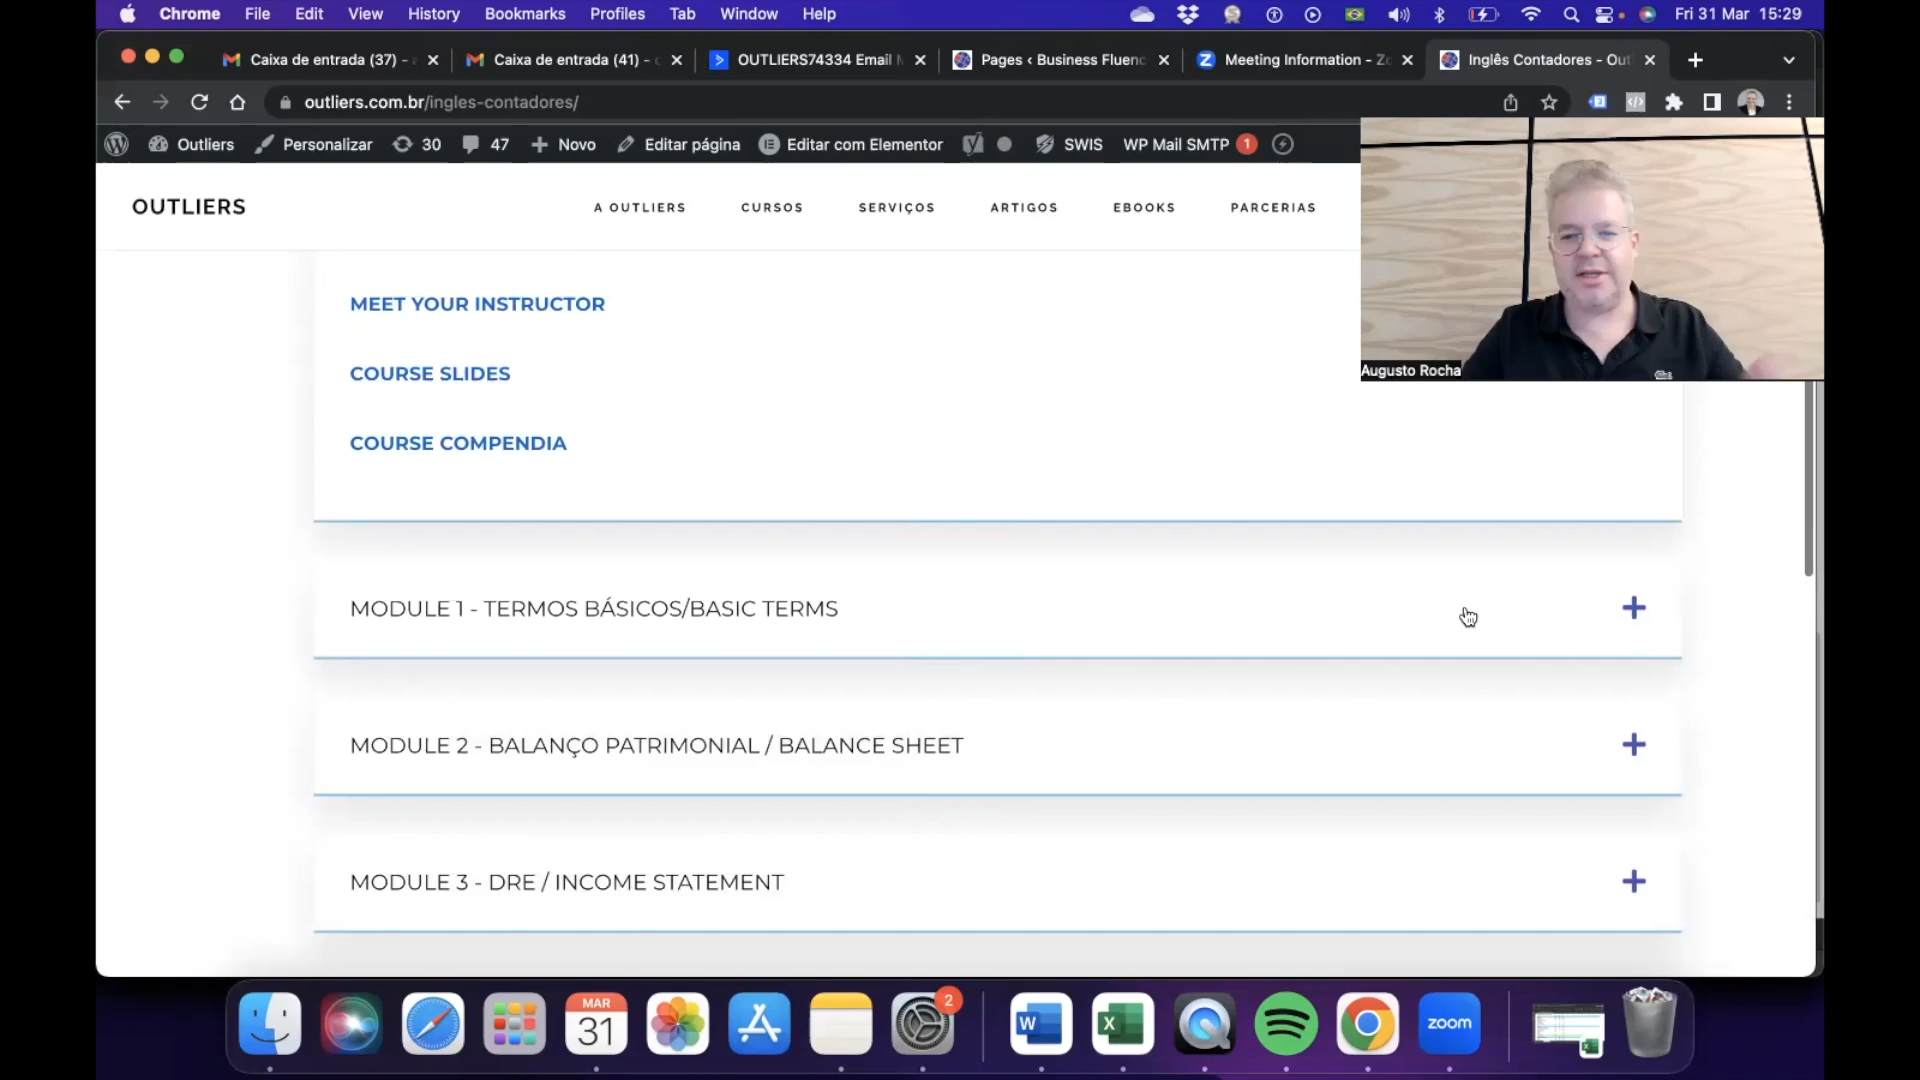 Chrome File Edit View History Bookmarks Profiles Tab Window Help Fri 31 Mar 15:29
Caixa de entrada (37) - Caixa de entrada (41) - OUTLIERS74334 Email Pages ‹ Business Fluenc Meeting Information - Zo Inglês Contadores - Out
outliers.com.br/ingles-contadores/
Outliers Personalizar 30 47 Novo Editar página Editar com Elementor SWIS WP Mail SMTP 1
OUTLIERS A OUTLIERS CURSOS SERVIÇOS ARTIGOS EBOOKS PARCERIAS
MEET YOUR INSTRUCTOR
Augusto Rocha
COURSE SLIDES
COURSE COMPENDIA
MODULE 1 - TERMOS BÁSICOS/BASIC TERMS
MODULE 2 - BALANÇO PATRIMONIAL / BALANCE SHEET
MODULE 3 - DRE / INCOME STATEMENT
MAR
31
2
W
X
zoom